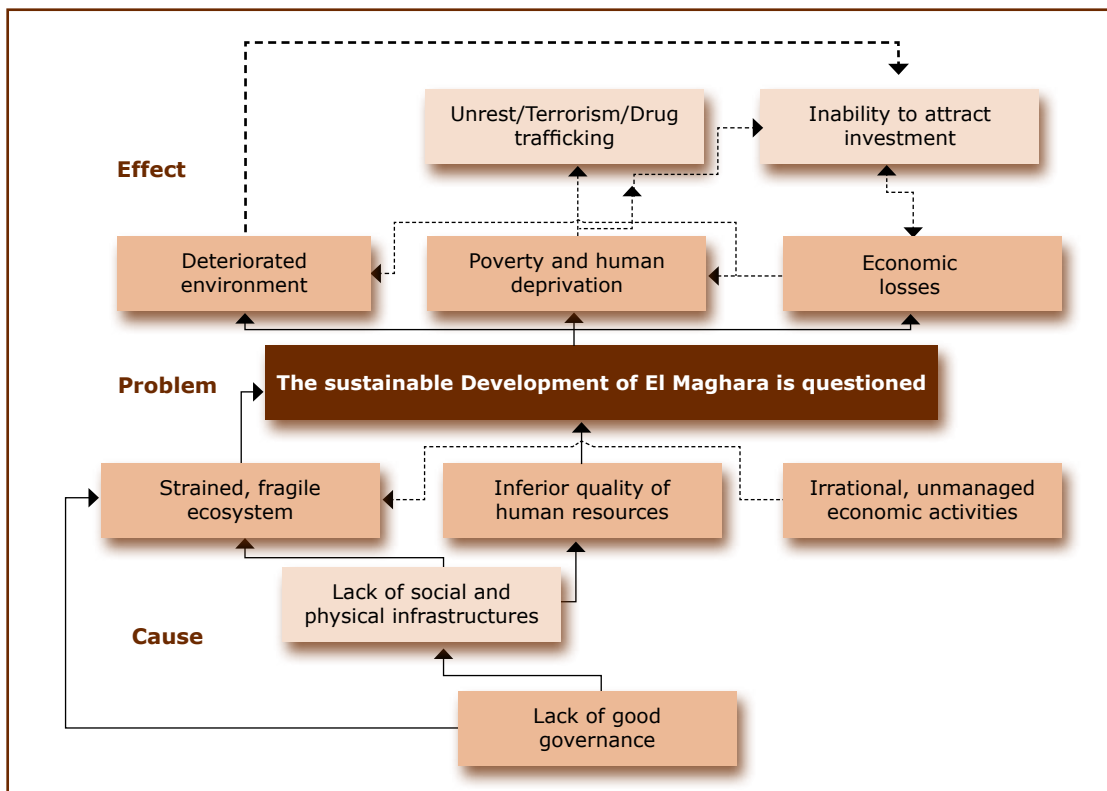 Unrest/Terrorism/Drug
trafficking
Inability to attract
investment
Effect
Deteriorated
environment
Poverty and human
deprivation
Economic
losses
Problem
The sustainable Development of El Maghara is questioned
Strained, fragile
ecosystem
Inferior quality of
human resources
Irrational, unmanaged
economic activities
Lack of social and
physical infrastructures
Cause
Lack of good
governance